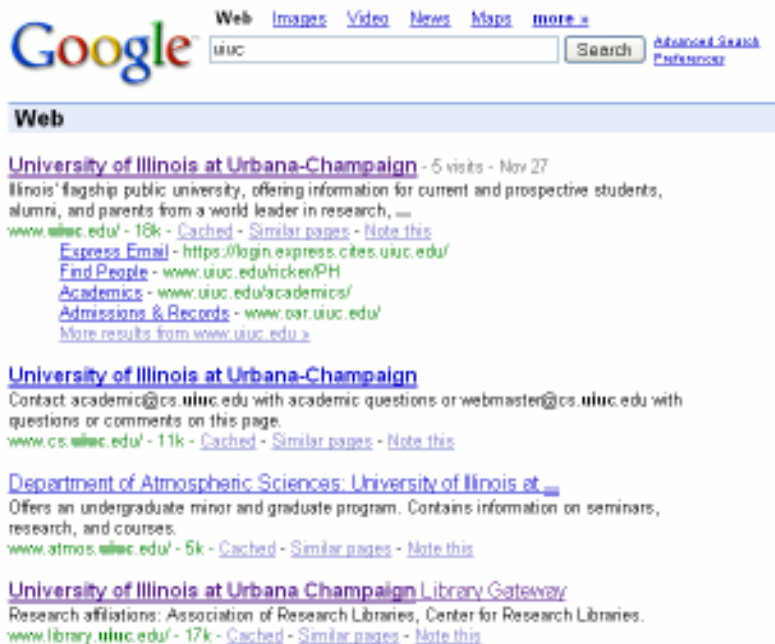 Web Images Video News Maps more »
Google
uiuc
Search
Advanced Search
Preferences
Web
University of Illinois at Urbana-Champaign - 5 visits - Nov 27
Illinois' flagship public university, offering information for current and prospective students,
alumni, and parents from a world leader in research, ...
www.uiuc.edu/ - 18k - Cached - Similar pages - Note this
Express Email - https://login.express.cites.uiuc.edu/
Find People - www.uiuc.edu/ricker/PH
Academics - www.uiuc.edu/academics/
Admissions & Records - www.oar.uiuc.edu/
More results from www.uiuc.edu »
University of Illinois at Urbana-Champaign
Contact academic@cs.uiuc.edu with academic questions or webmaster@cs.uiuc.edu with
questions or comments on this page.
www.cs.uiuc.edu/ - 11k - Cached - Similar pages - Note this
Department of Atmospheric Sciences: University of Illinois at ...
Offers an undergraduate minor and graduate program. Contains information on seminars,
research, and courses.
www.atmos.uiuc.edu/ - 5k - Cached - Similar pages - Note this
University of Illinois at Urbana Champaign Library Gateway
Research affiliations: Association of Research Libraries, Center for Research Libraries.
www.library.uiuc.edu/ - 17k - Cached - Similar pages - Note this